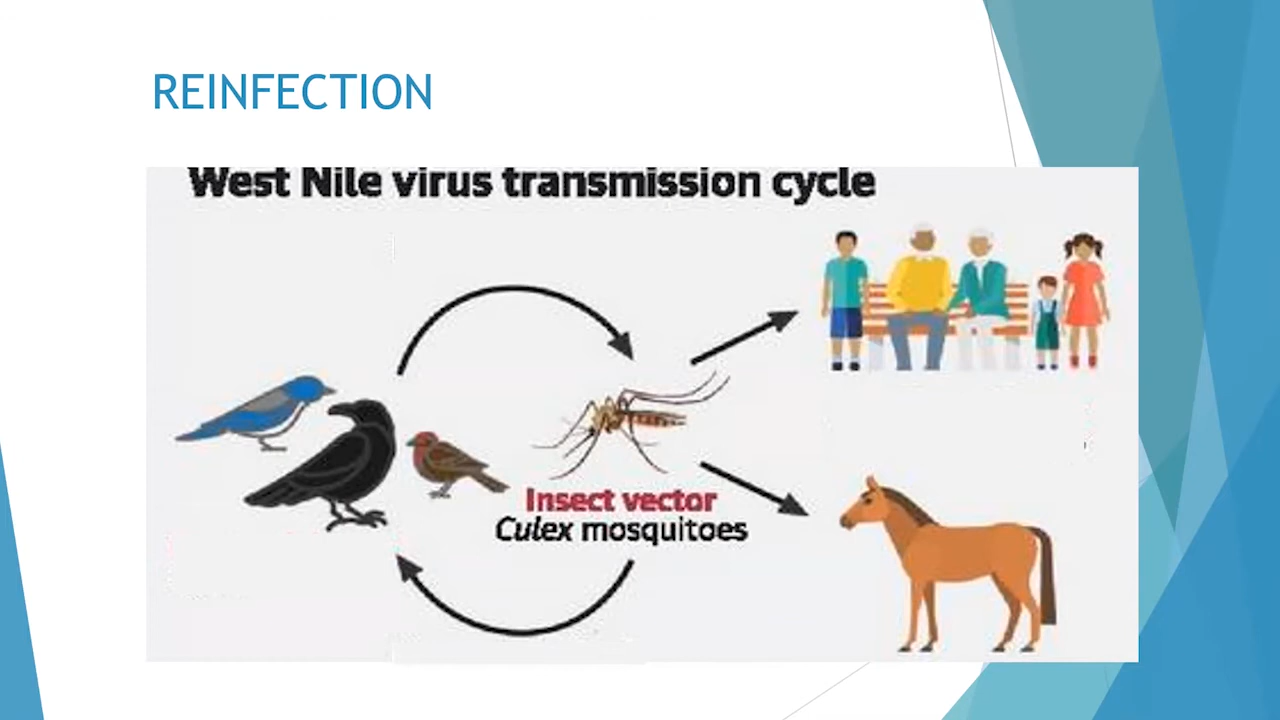 REINFECTION
West Nile virus transmission cycle
Insect vector
Culex mosquitoes